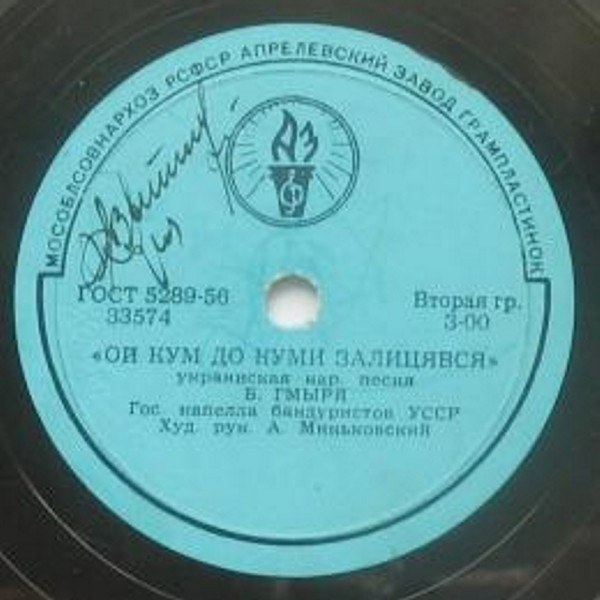 МОСОБЛСОВНАРХОЗ РСФСР АПРЕЛЕВСКИЙ ЗАВОД ГРАМПЛАСТИНОК
АЗ
ГОСТ 5289-56
33574
Вторая гр.
3-00
«ОЙ КУМ ДО КУМИ ЗАЛИЦЯВСЯ»
украинская нар. песня
Б. ГМЫРЯ
Гос. капелла бандуристов УССР
Худ. рук. А. Миньковский